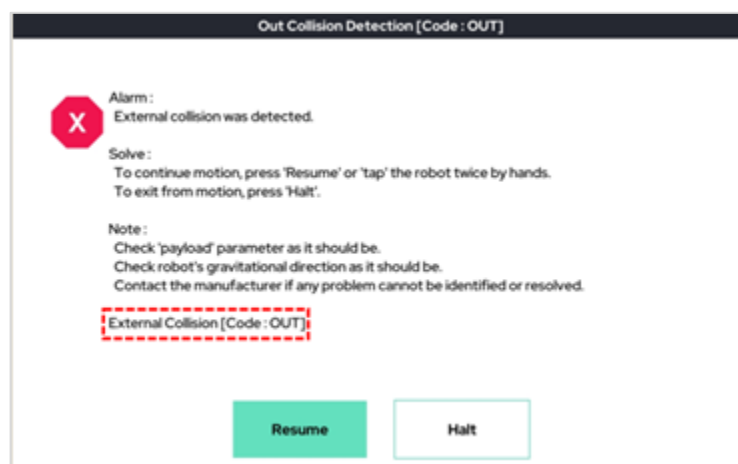 Out Collision Detection [Code : OUT]
X
Alarm :
External collision was detected.
Solve :
To continue motion, press 'Resume' or 'tap' the robot twice by hands.
To exit from motion, press 'Halt'.
Note :
Check 'payload' parameter as it should be.
Check robot's gravitational direction as it should be.
Contact the manufacturer if any problem cannot be identified or resolved.
External Collision [Code : OUT]
Resume
Halt